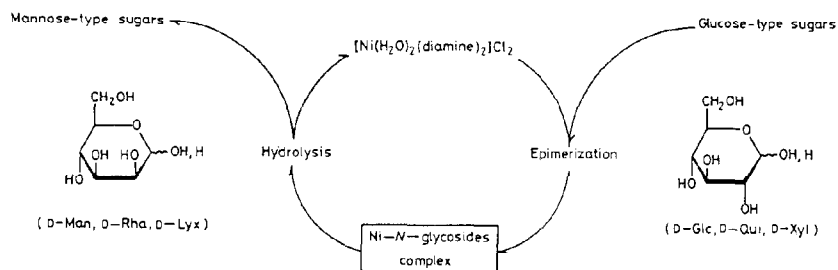 Mannose-type sugars
Glucose-type sugars
[Ni(H₂O)₂(diamine)₂]Cl₂
CH₂OH
O
OH
HO
HO
OH, H
Hydrolysis
Epimerization
CH₂OH
O
OH
HO
OH, H
OH
(D-Man, D-Rha, D-Lyx)
(D-Glc, D-Qui, D-Xyl)
Ni-N-glycosides
complex